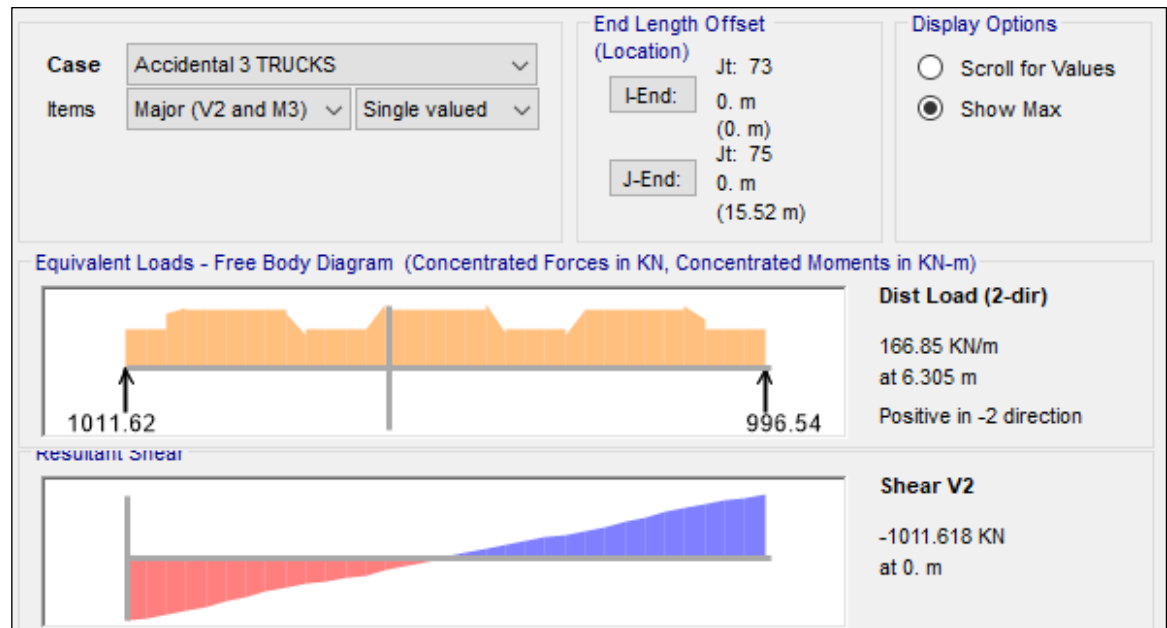 Case
Accidental 3 TRUCKS
Items
Major (V2 and M3)
Single valued
End Length Offset
(Location)
Jt: 73
I-End:
0. m
(0. m)
Jt: 75
J-End:
0. m
(15.52 m)
Display Options
Scroll for Values
Show Max
Equivalent Loads - Free Body Diagram (Concentrated Forces in KN, Concentrated Moments in KN-m)
1011.62
996.54
Dist Load (2-dir)
166.85 KN/m
at 6.305 m
Positive in -2 direction
Resultant Shear
Shear V2
-1011.618 KN
at 0. m